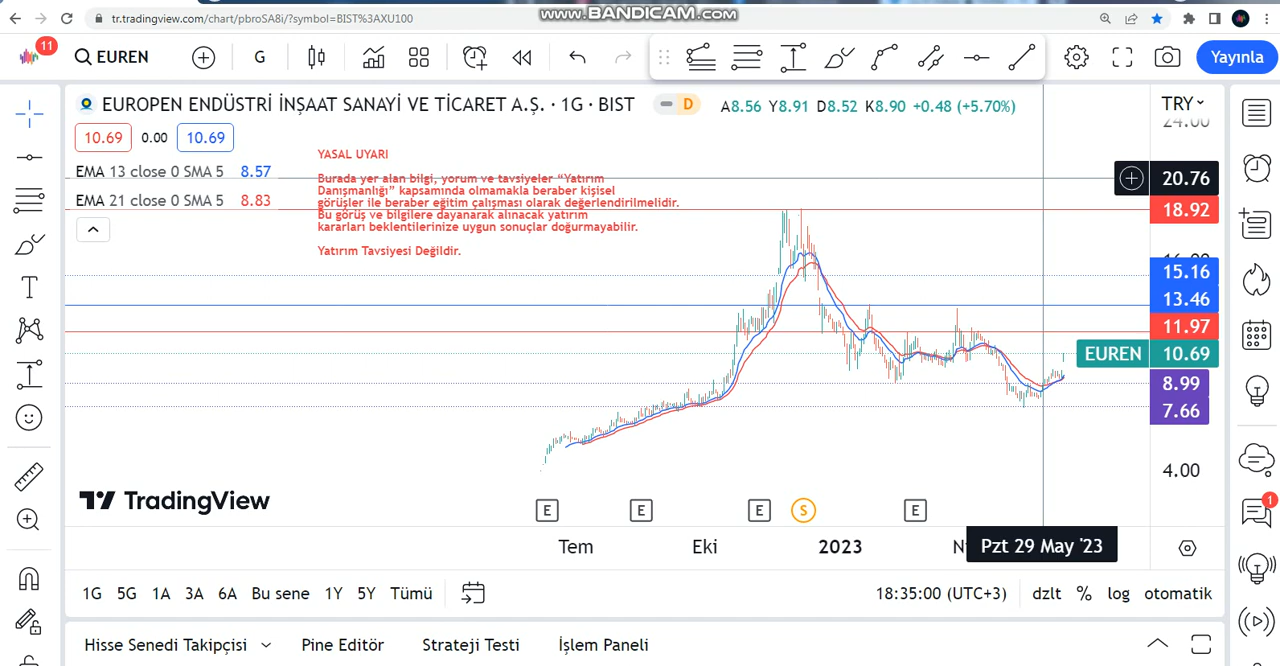 WWW.BANDICAM.COM
tr.tradingview.com/chart/pbroSA8i/?symbol=BIST%3AXU100
11
EUREN
G
Yayınla
EUROPEN ENDÜSTRİ İNŞAAT SANAYİ VE TİCARET A.Ş. · 1G · BIST
D
A8.56 Y8.91 D8.52 K8.90 +0.48 (+5.70%)
TRY
24.00
10.69 0.00 10.69
EMA 13 close 0 SMA 5 8.57
EMA 21 close 0 SMA 5 8.83
YASAL UYARI
Burada yer alan bilgi, yorum ve tavsiyeler “Yatırım
Danışmanlığı” kapsamında olmamakla beraber kişisel
görüşler ile beraber eğitim çalışması olarak değerlendirilmelidir.
Bu görüş ve bilgilere dayanarak alınacak yatırım
kararları beklentilerinize uygun sonuçlar doğurmayabilir.
Yatırım Tavsiyesi Değildir.
20.76
18.92
15.16
13.46
11.97
EUREN 10.69
8.99
7.66
4.00
TradingView
E E E S E
Tem Eki 2023 Pzt 29 May '23
1G 5G 1A 3A 6A Bu sene 1Y 5Y Tümü
18:35:00 (UTC+3) dzlt % log otomatik
1
Hisse Senedi Takipçisi Pine Editör Strateji Testi İşlem Paneli